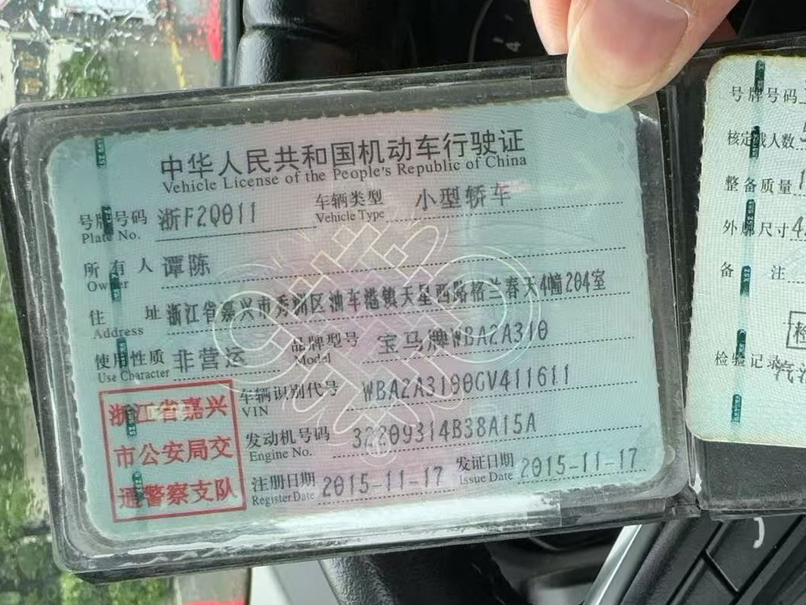 中华人民共和国机动车行驶证
Vehicle License of the People's Republic of China
号牌号码 浙F2Q011 车辆类型 小型轿车
Plate No. Vehicle Type
所有人 谭陈
Owner
住址 浙江省嘉兴市秀洲区油车港镇天星西路格兰春天4幢204室
Address
使用性质 非营运 品牌型号 宝马牌WBA2A310
Use Character Model
车辆识别代号 WBA2A3190GV411611
VIN
发动机号码 32209314B38A15A
Engine No.
注册日期 2015-11-17 发证日期 2015-11-17
Register Date Issue Date
浙江省嘉兴
市公安局交
通警察支队
号牌号码
核定载人数
整备质量 1
外廓尺寸 4
备注
检验记录